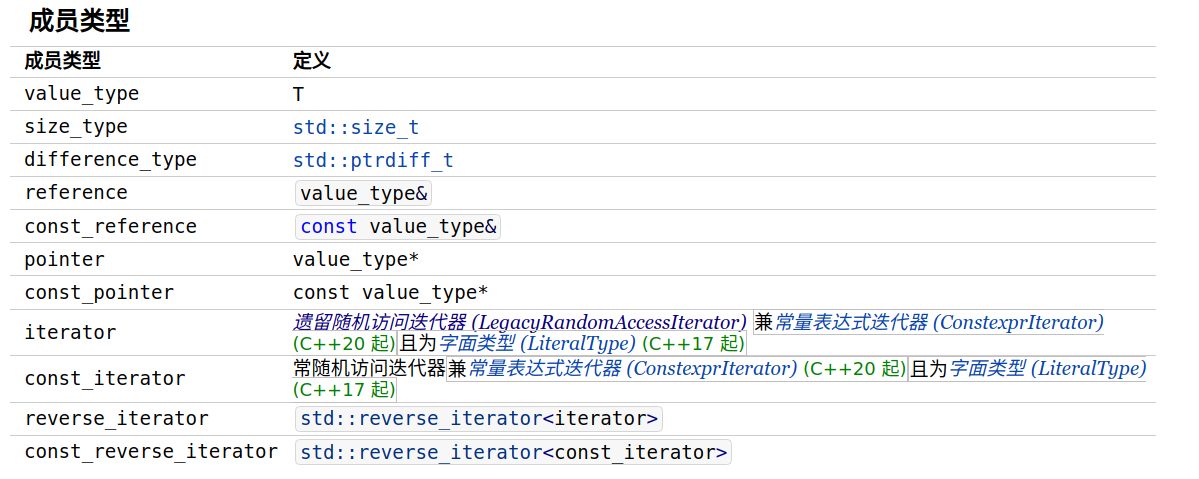 成员类型
成员类型 定义
value_type T
size_type std::size_t
difference_type std::ptrdiff_t
reference value_type&
const_reference const value_type&
pointer value_type*
const_pointer const value_type*
iterator 遗留随机访问迭代器 (LegacyRandomAccessIterator) 兼常量表达式迭代器 (ConstexprIterator)
(C++20 起)且为字面类型 (LiteralType) (C++17 起)
const_iterator 常随机访问迭代器兼常量表达式迭代器 (ConstexprIterator) (C++20 起)且为字面类型 (LiteralType)
(C++17 起)
reverse_iterator std::reverse_iterator<iterator>
const_reverse_iterator std::reverse_iterator<const_iterator>